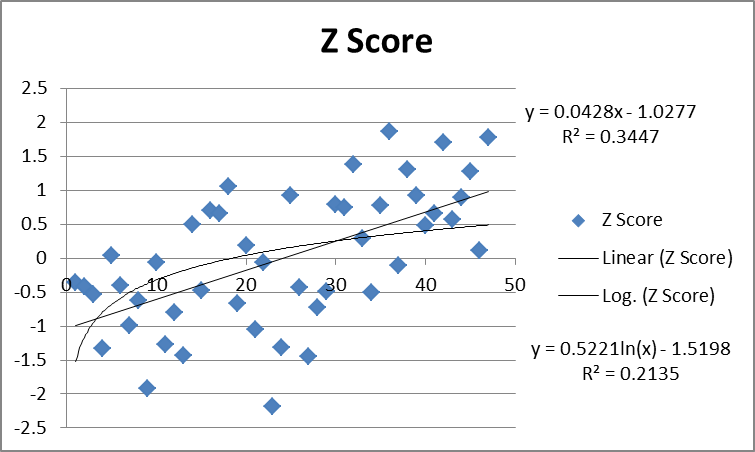 Z Score
2.5
2
1.5
1
0.5
0
-0.5
-1
-1.5
-2
-2.5
0 10 20 30 40 50
y = 0.0428x - 1.0277
R² = 0.3447
Z Score
Linear (Z Score)
Log. (Z Score)
y = 0.5221ln(x) - 1.5198
R² = 0.2135